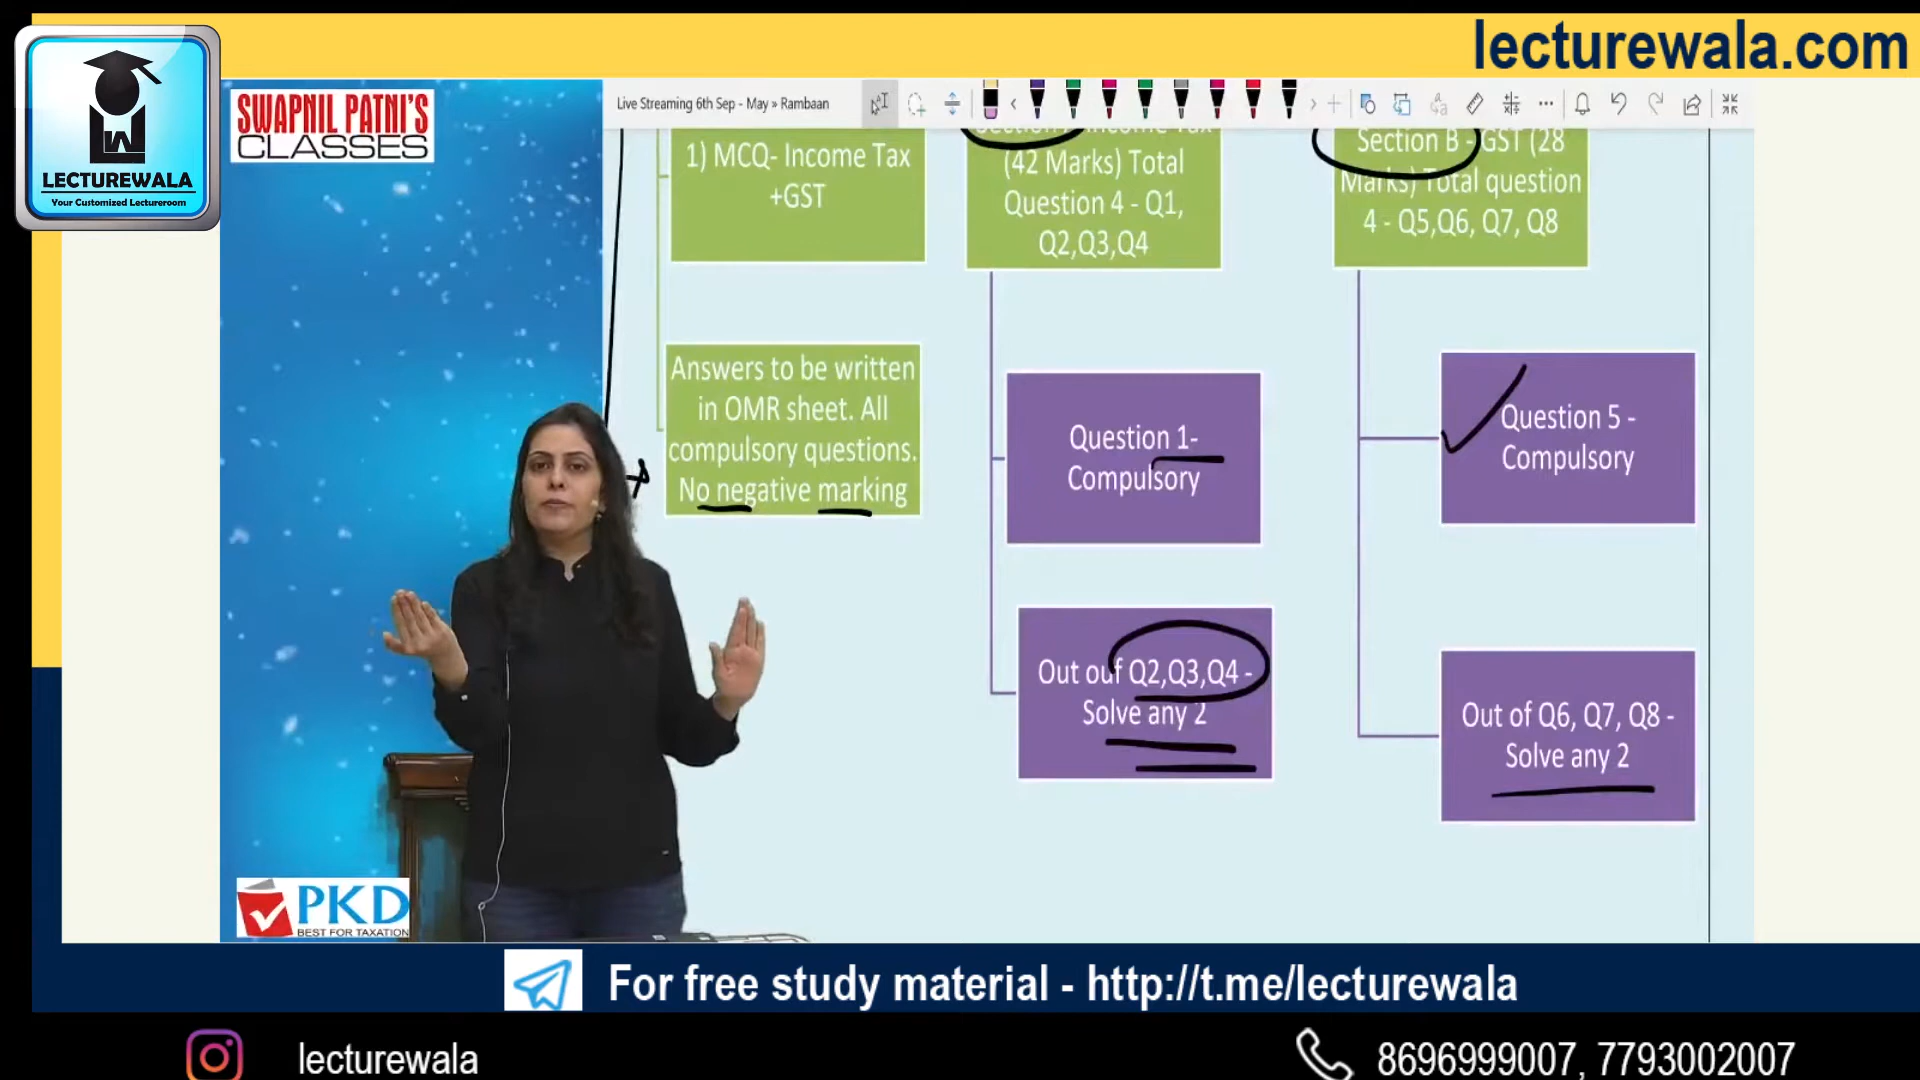 lecturewala.com
SWAPNIL PATNI'S
CLASSES
LECTUREWALA
Your Customized Lectureroom
Live Streaming 6th Sep - May » Rambaan
1) MCQ- Income Tax
+GST
Answers to be written
in OMR sheet. All
compulsory questions.
No negative marking
Income Tax
(42 Marks) Total
Question 4 - Q1,
Q2,Q3,Q4
Question 1-
Compulsory
Out ouf Q2,Q3,Q4 -
Solve any 2
Section B - GST (28
Marks) Total question
4 - Q5,Q6, Q7, Q8
Question 5 -
Compulsory
Out of Q6, Q7, Q8 -
Solve any 2
PKD
BEST FOR TAXATION
For free study material - http://t.me/lecturewala
lecturewala
8696999007, 7793002007